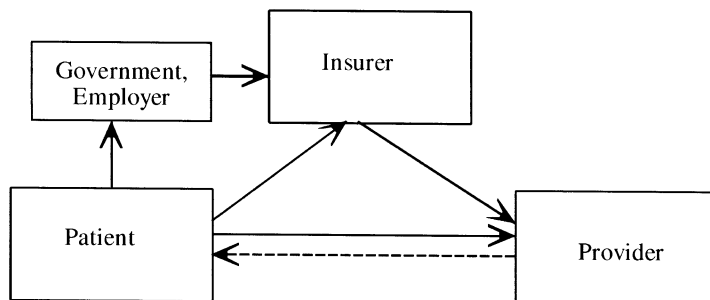 Government,
Employer
Insurer
Patient
Provider